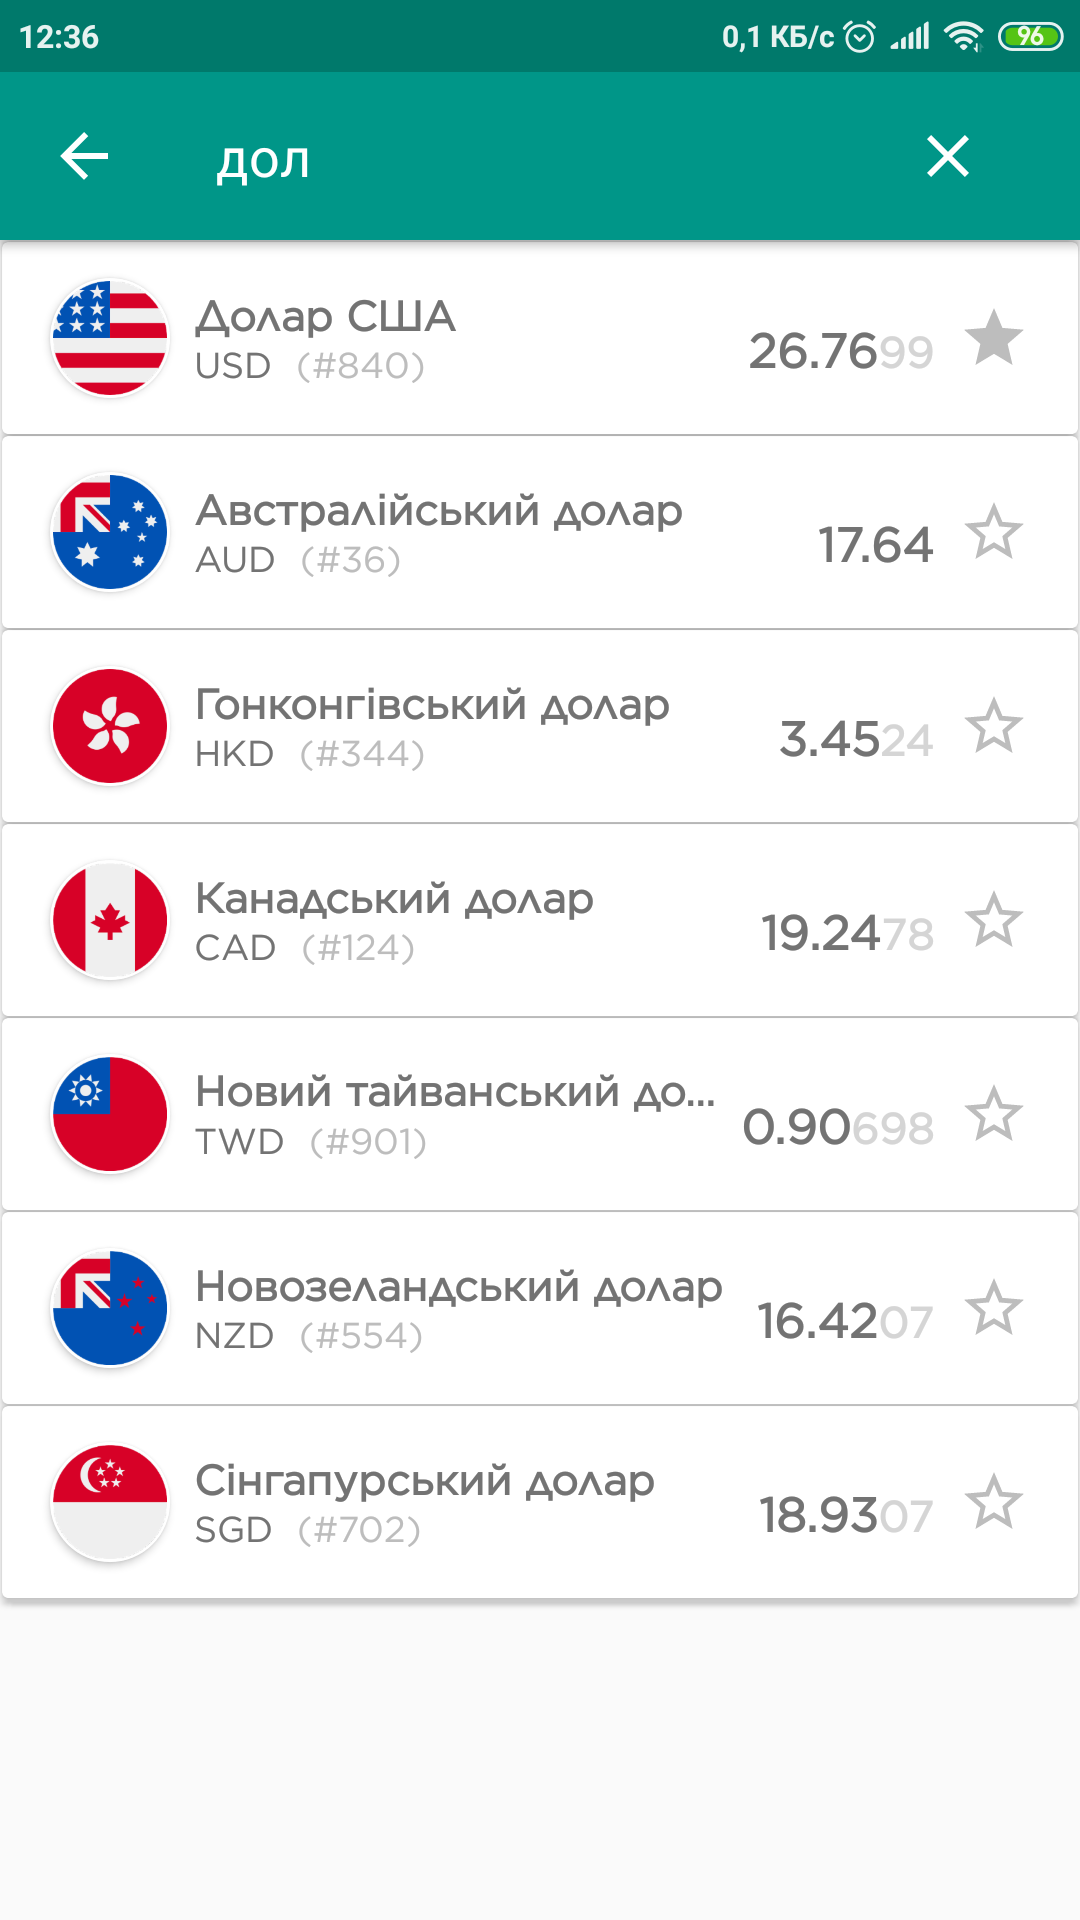 12:36 0,1 КБ/с 96
дол
Долар США
USD (#840)
26.7699
Австралійський долар
AUD (#36)
17.64
Гонконгівський долар
HKD (#344)
3.4524
Канадський долар
CAD (#124)
19.2478
Новий тайванський до...
TWD (#901)
0.90698
Новозеландський долар
NZD (#554)
16.4207
Сінгапурський долар
SGD (#702)
18.9307